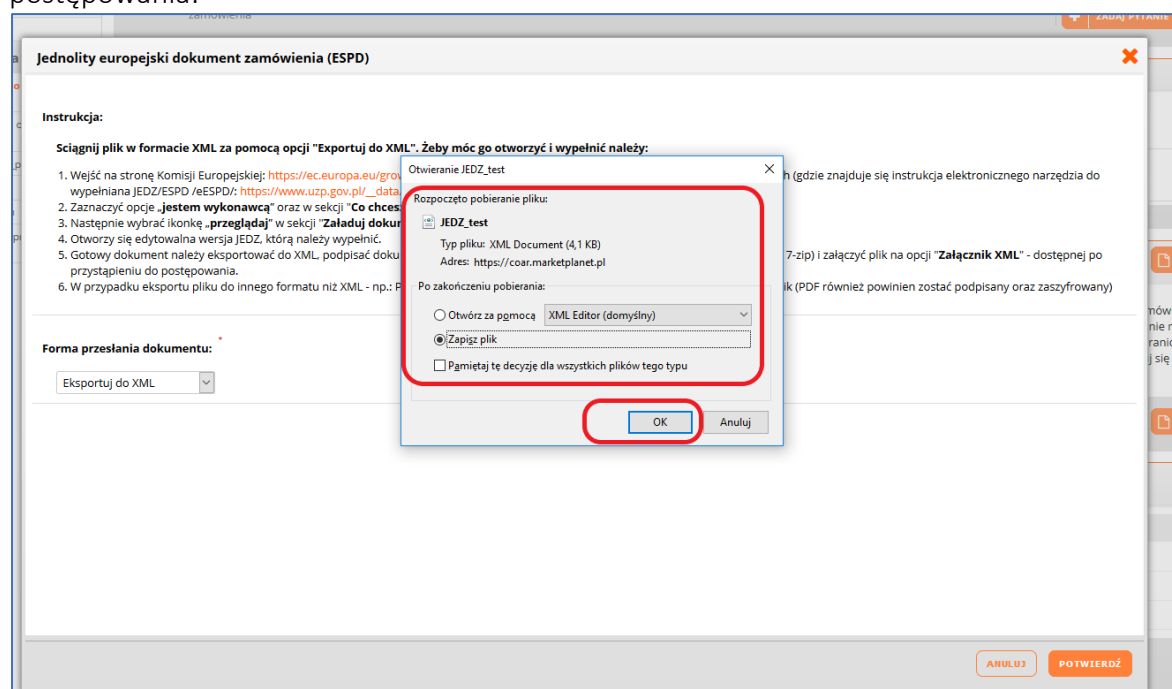 postępowania.
zamówienia
ZADAJ PYTANIE
Jednolity europejski dokument zamówienia (ESPD)
Instrukcja:
Sciągnij plik w formacie XML za pomocą opcji "Exportuj do XML". Żeby móc go otworzyć i wypełnić należy:
1. Wejść na stronę Komisji Europejskiej: https://ec.europa.eu/grow h (gdzie znajduje się instrukcja elektronicznego narzędzia do
wypełniana JEDZ/ESPD /eESPD/: https://www.uzp.gov.pl/__data
2. Zaznaczyć opcje „jestem wykonawcą" oraz w sekcji "Co chces
3. Następnie wybrać ikonkę „przeglądaj" w sekcji "Załaduj dokur
4. Otworzy się edytowalna wersja JEDZ, którą należy wypełnić.
5. Gotowy dokument należy eksportować do XML, podpisać doku 7-zip) i załączyć plik na opcji "Załącznik XML" - dostępnej po
przystąpieniu do postępowania.
6. W przypadku eksportu pliku do innego formatu niż XML - np.: P ik (PDF również powinien zostać podpisany oraz zaszyfrowany)
Otwieranie JEDZ_test
Rozpoczęto pobieranie pliku:
JEDZ_test
Typ pliku: XML Document (4,1 KB)
Adres: https://coar.marketplanet.pl
Po zakończeniu pobierania:
Otwórz za pomocą XML Editor (domyślny)
Zapisz plik
Pamiętaj tę decyzję dla wszystkich plików tego typu
OK Anuluj
Forma przesłania dokumentu: *
Eksportuj do XML
ANULUJ POTWIERDŹ